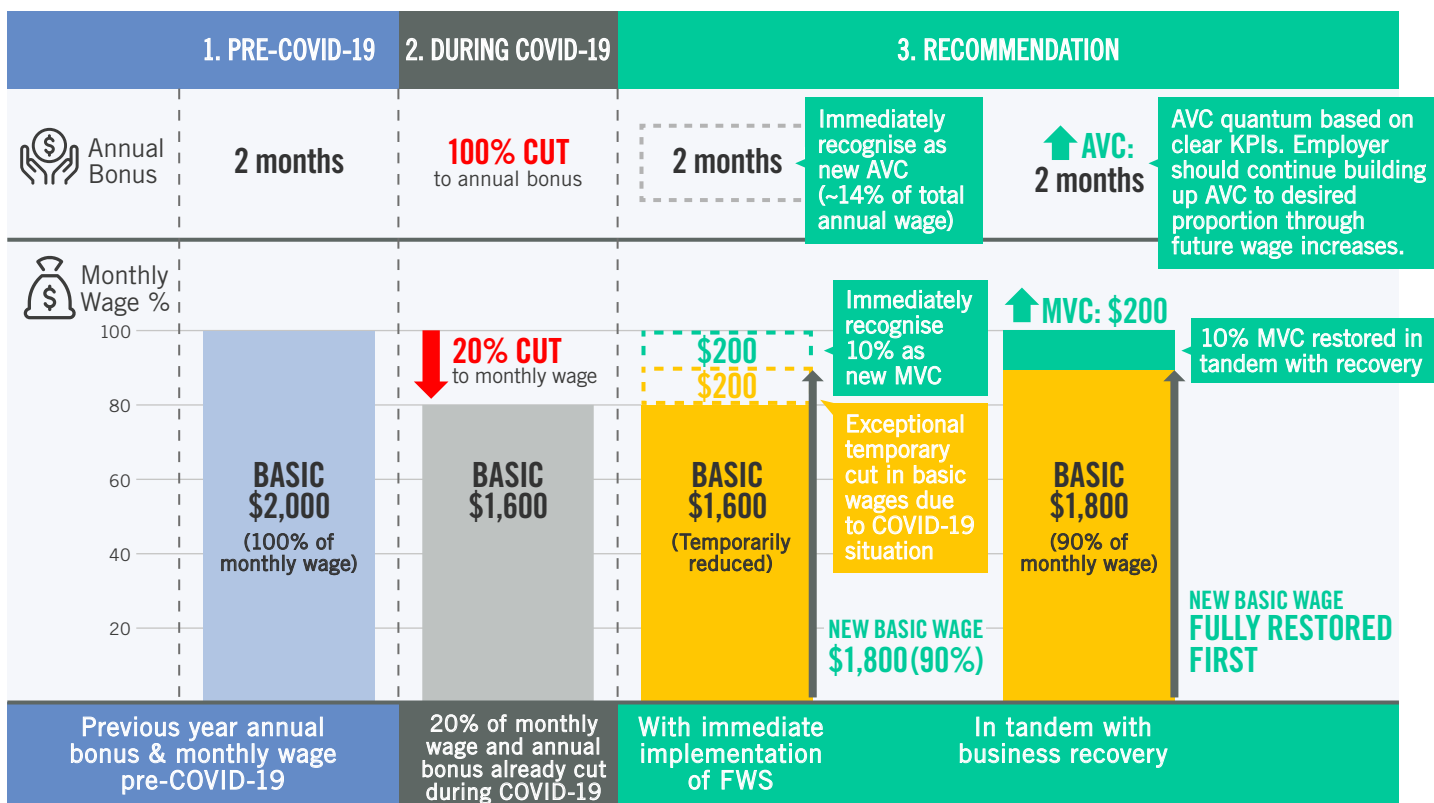 1. PRE-COVID-19
2. DURING COVID-19
3. RECOMMENDATION
$
Annual
Bonus
2 months
100% CUT
to annual bonus
2 months
Immediately
recognise as
new AVC
(~14% of total
annual wage)
AVC:
2 months
AVC quantum based on
clear KPIs. Employer
should continue building
up AVC to desired
proportion through
future wage increases.
$
Monthly
Wage %
100
80
60
40
20
BASIC
$2,000
(100% of
monthly wage)
20% CUT
to monthly wage
BASIC
$1,600
$200
$200
BASIC
$1,600
(Temporarily
reduced)
Immediately
recognise
10% as
new MVC
Exceptional
temporary
cut in basic
wages due
to COVID-19
situation
NEW BASIC WAGE
$1,800 (90%)
MVC: $200
BASIC
$1,800
(90% of
monthly wage)
10% MVC restored in
tandem with recovery
NEW BASIC WAGE
FULLY RESTORED
FIRST
Previous year annual
bonus & monthly wage
pre-COVID-19
20% of monthly
wage and annual
bonus already cut
during COVID-19
With immediate
implementation
of FWS
In tandem with
business recovery